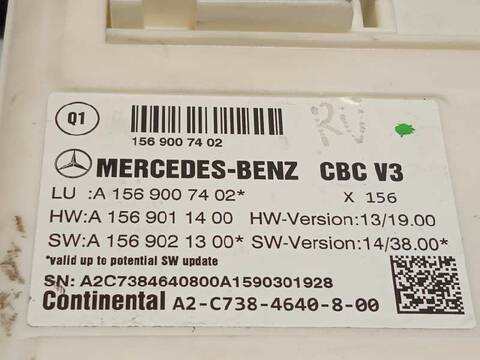 Q1
156 900 74 02
MERCEDES-BENZ CBC V3
LU :A 156 900 74 02* X 156
HW:A 156 901 14 00 HW-Version:13/19.00
SW:A 156 902 13 00* SW-Version:14/38.00*
*valid up to potential SW update
SN: A2C7384640800A1590301928
Continental A2-C738-4640-8-00